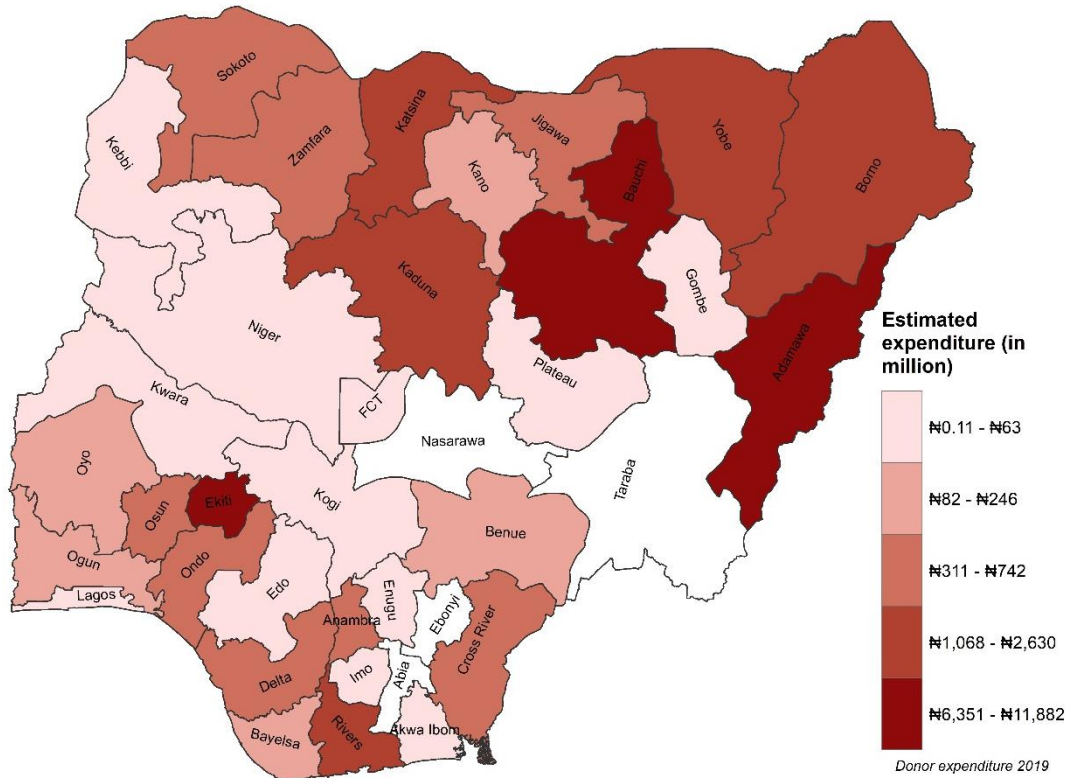 Sokoto
Katsina
Kebbi
Zamfara
Jigawa
Yobe
Borno
Kano
Bauchi
Kaduna
Gombe
Niger
Adamawa
Plateau
Kwara
FCT
Nasarawa
Taraba
Oyo
Ekiti
Kogi
Osun
Benue
Ondo
Ogun
Edo
Lagos
Enugu
Ebonyi
Anambra
Cross River
Imo
Abia
Delta
Rivers
Akwa Ibom
Bayelsa
Estimated
expenditure (in
million)
₦0.11 - ₦63
₦82 - ₦246
₦311 - ₦742
₦1,068 - ₦2,630
₦6,351 - ₦11,882
Donor expenditure 2019